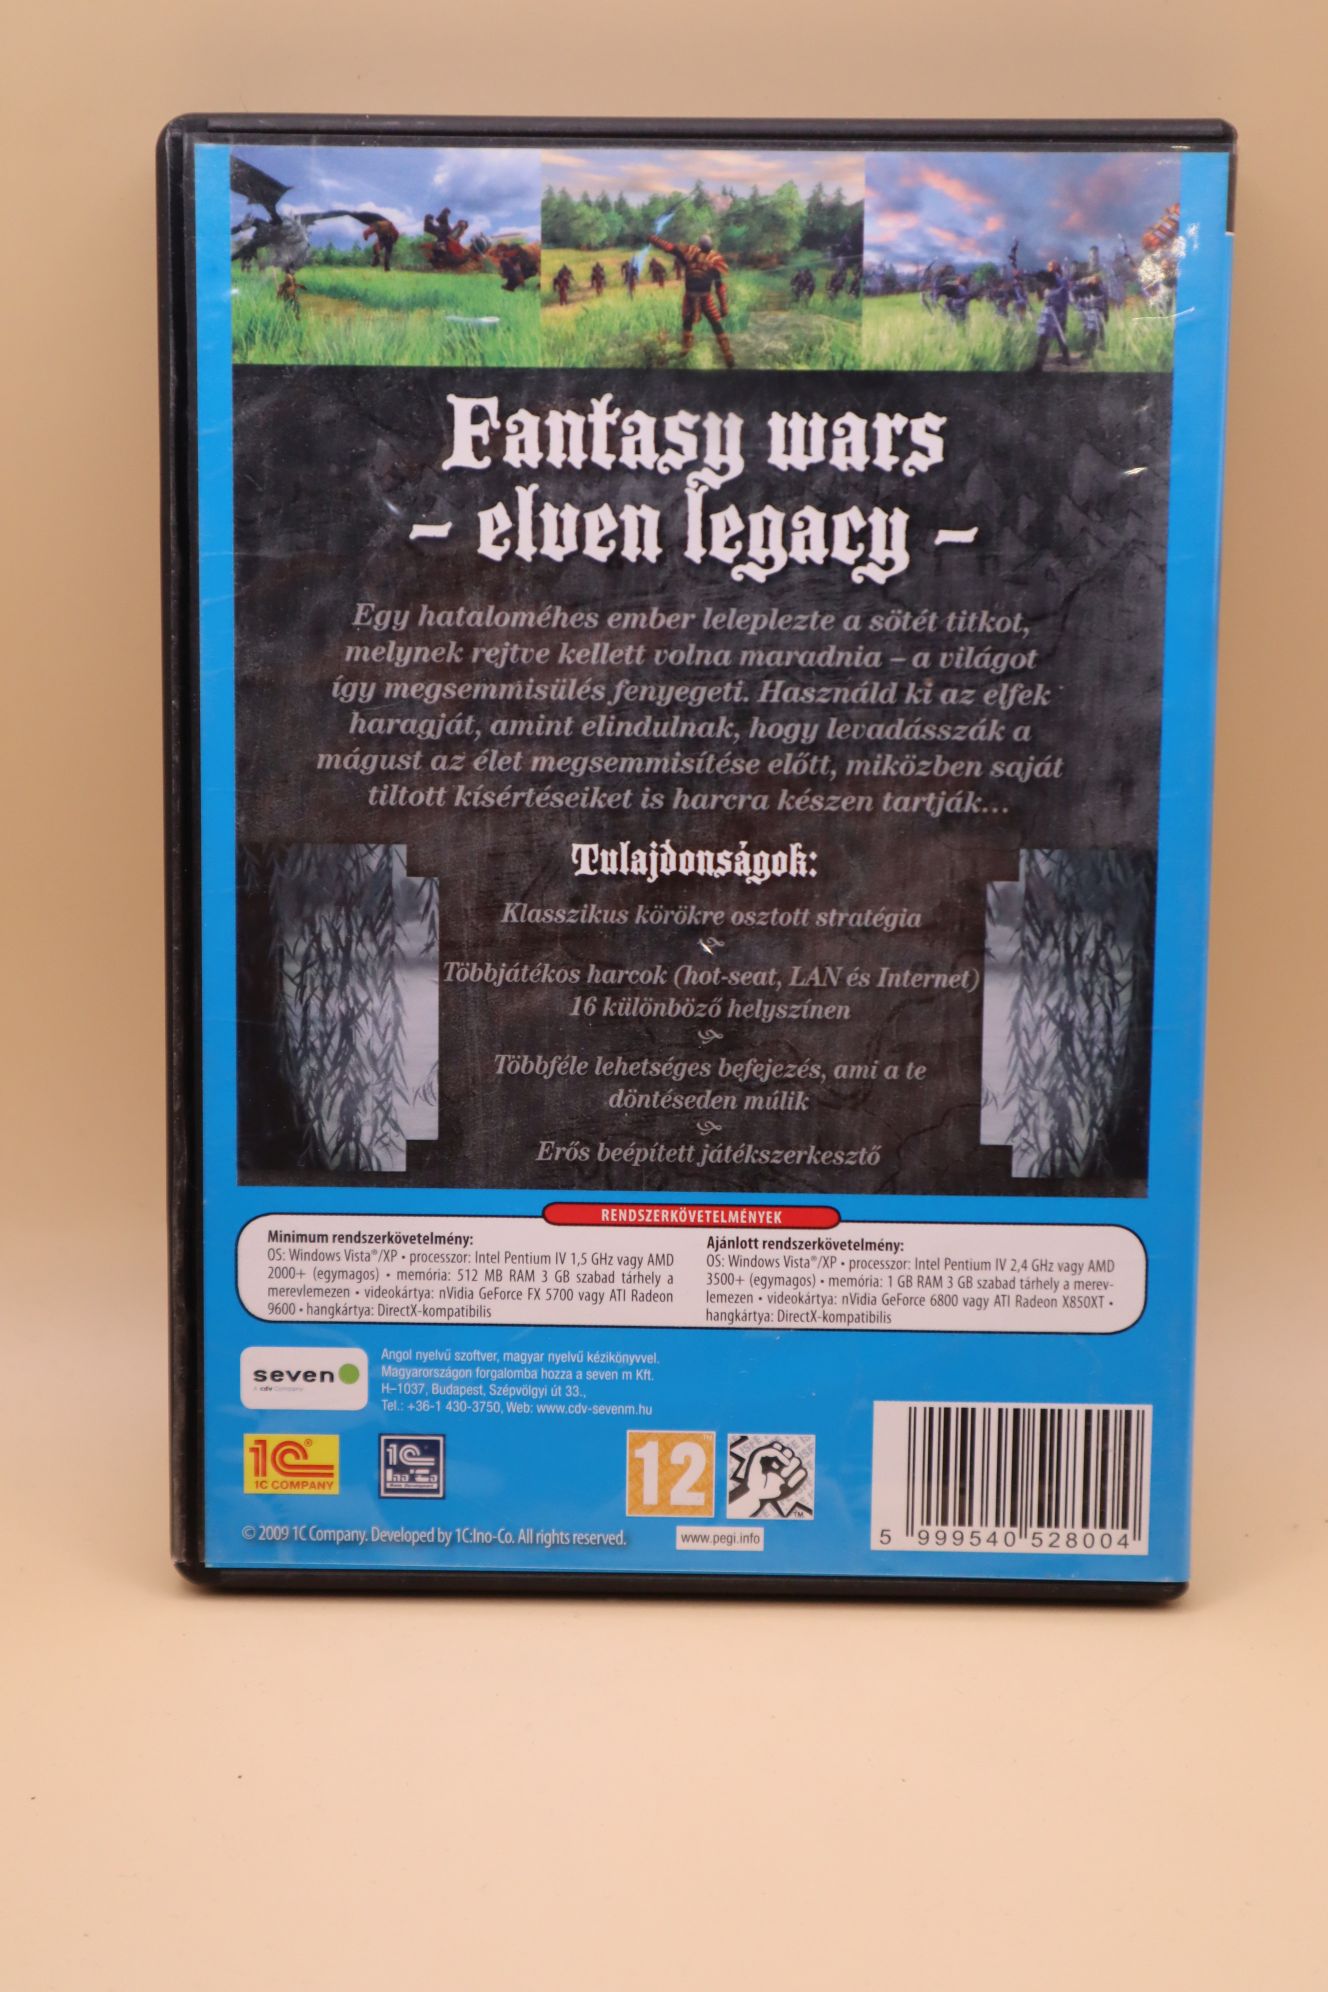 Fantasy wars
- elven legacy -
Egy hataloméhes ember leleplezte a sötét titkot,
melynek rejtve kellett volna maradnia – a világot
így megsemmisülés fenyegeti. Használd ki az elfek
haragját, amint elindulnak, hogy levadásszák a
mágust az élet megsemmisítése előtt, miközben saját
tiltott kísértéseiket is harcra készen tartják...
Tulajdonságok:
Klasszikus körökre osztott stratégia
Többjátékos harcok (hot-seat, LAN és Internet)
16 különböző helyszínen
Többféle lehetséges befejezés, ami a te
döntéseden múlik
Erős beépített játékszerkesztő
RENDSZERKÖVETELMÉNYEK
Minimum rendszerkövetelmény:
OS: Windows Vista®/XP • processzor: Intel Pentium IV 1,5 GHz vagy AMD
2000+ (egymagos) • memória: 512 MB RAM 3 GB szabad tárhely a
merevlemezen • videokártya: nVidia GeForce FX 5700 vagy ATI Radeon
9600 • hangkártya: DirectX-kompatibilis
Ajánlott rendszerkövetelmény:
OS: Windows Vista®/XP • processzor: Intel Pentium IV 2,4 GHz vagy AMD
3500+ (egymagos) • memória: 1 GB RAM 3 GB szabad tárhely a merev-
lemezen • videokártya: nVidia GeForce 6800 vagy ATI Radeon X850XT •
hangkártya: DirectX-kompatibilis
seven
A cdv Company
Angol nyelvű szoftver, magyar nyelvű kézikönyvvel.
Magyarországon forgalomba hozza a seven m Kft.
H–1037, Budapest, Szépvölgyi út 33.,
Tel.: +36-1 430-3750, Web: www.cdv-sevenm.hu
1C®
1C COMPANY
1C
Ino-Co
12
TM
© 2009 1C Company. Developed by 1C:Ino-Co. All rights reserved.
www.pegi.info
5 999540 528004